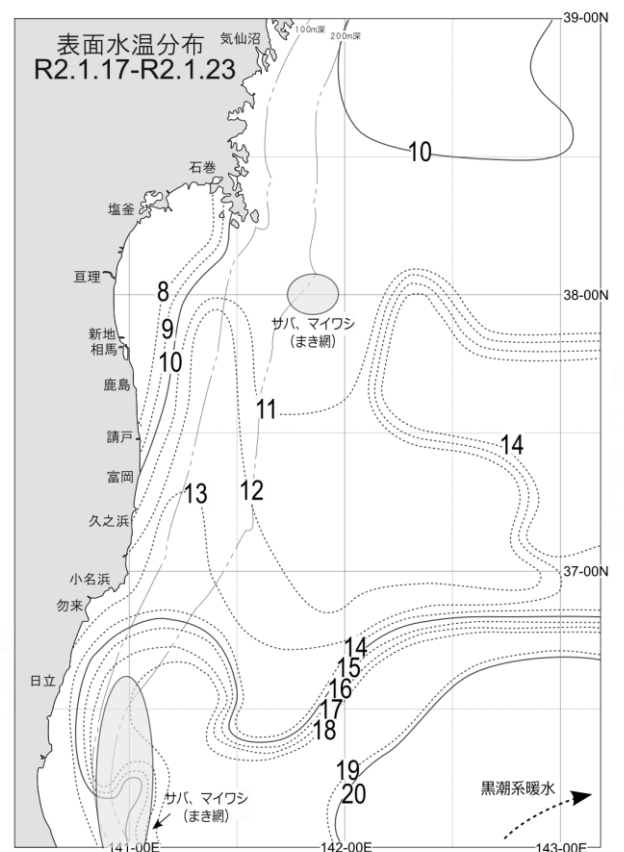 表面水温分布
R2.1.17-R2.1.23
気仙沼
100m深
200m深
39-00N
10
石巻
塩釜
亘理
8
38-00N
サバ、マイワシ
（まき網）
新地
9
相馬
10
鹿島
11
請戸
14
富岡
13
12
久之浜
37-00N
小名浜
勿来
14
15
日立
16
17
18
19
20
黒潮系暖水
サバ、マイワシ
（まき網）
141-00E
142-00E
143-00E